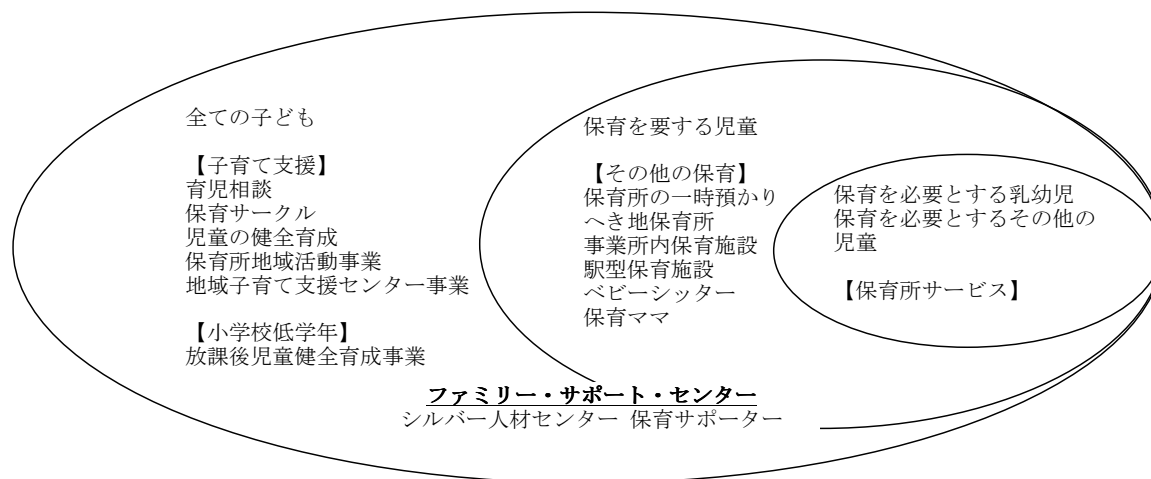 全ての子ども
【子育て支援】
育児相談
保育サークル
児童の健全育成
保育所地域活動事業
地域子育て支援センター事業
【小学校低学年】
放課後児童健全育成事業
保育を要する児童
【その他の保育】
保育所の一時預かり
へき地保育所
事業所内保育施設
駅型保育施設
ベビーシッター
保育ママ
保育を必要とする乳幼児
保育を必要とするその他の
児童
【保育所サービス】
ファミリー・サポート・センター
シルバー人材センター 保育サポーター